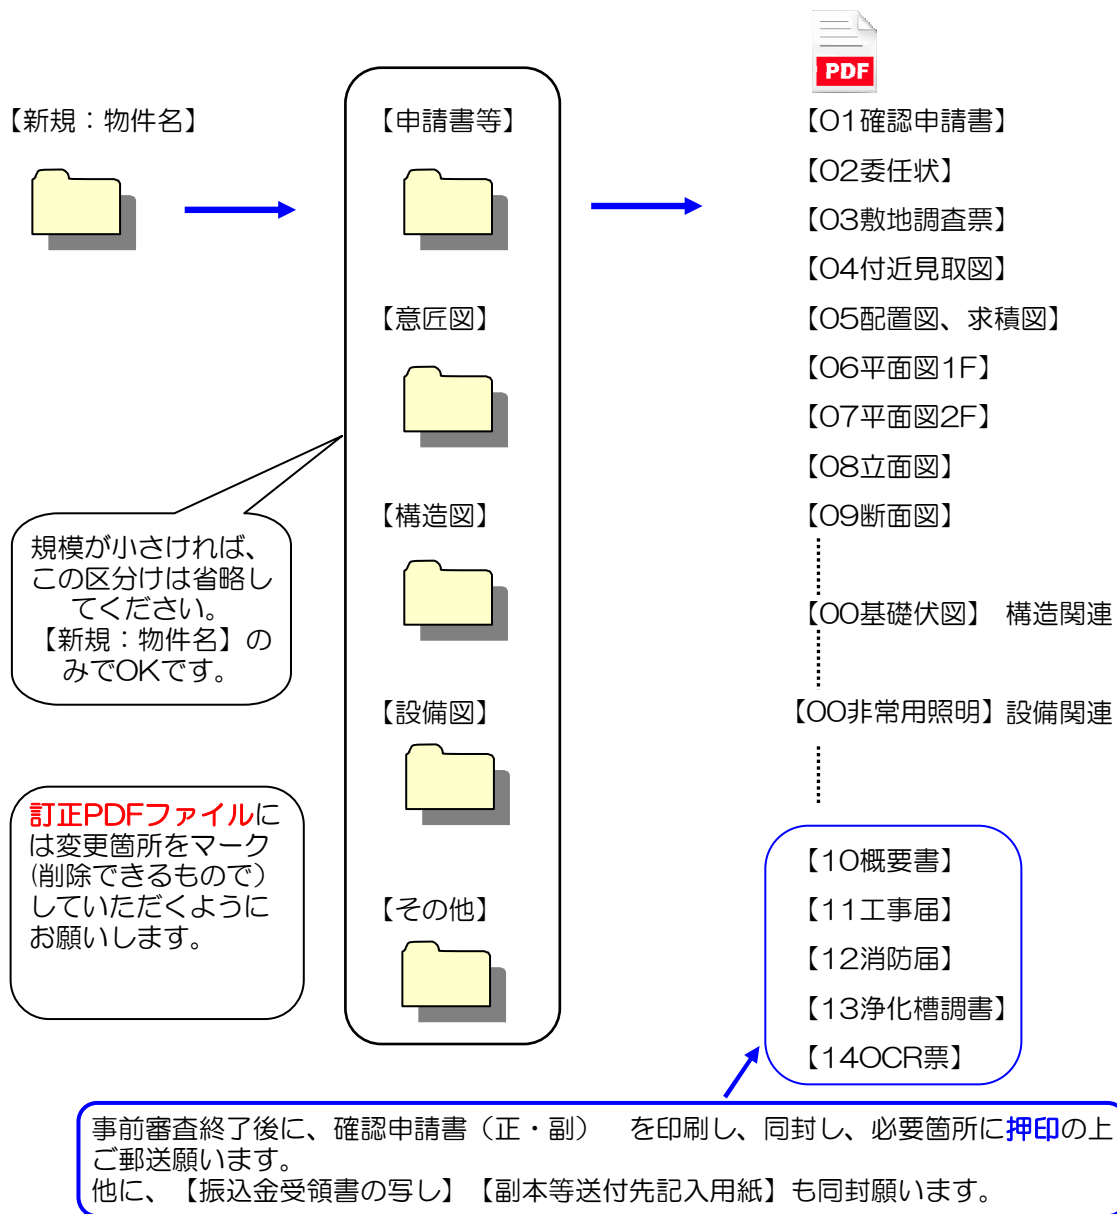 PDF
【新規：物件名】
【申請書等】
【意匠図】
【構造図】
【設備図】
【その他】
【01確認申請書】
【02委任状】
【03敷地調査票】
【04付近見取図】
【05配置図、求積図】
【06平面図1F】
【07平面図2F】
【08立面図】
【09断面図】
【00基礎伏図】 構造関連
【00非常用照明】設備関連
【10概要書】
【11工事届】
【12消防届】
【13浄化槽調書】
【14OCR票】
規模が小さければ、
この区分けは省略し
てください。
【新規：物件名】の
みでOKです。
訂正PDFファイルに
は変更箇所をマーク
(削除できるもので）
していただくように
お願いします。
事前審査終了後に、確認申請書（正・副） を印刷し、同封し、必要箇所に押印の上
ご郵送願います。
他に、【振込金受領書の写し】【副本等送付先記入用紙】も同封願います。